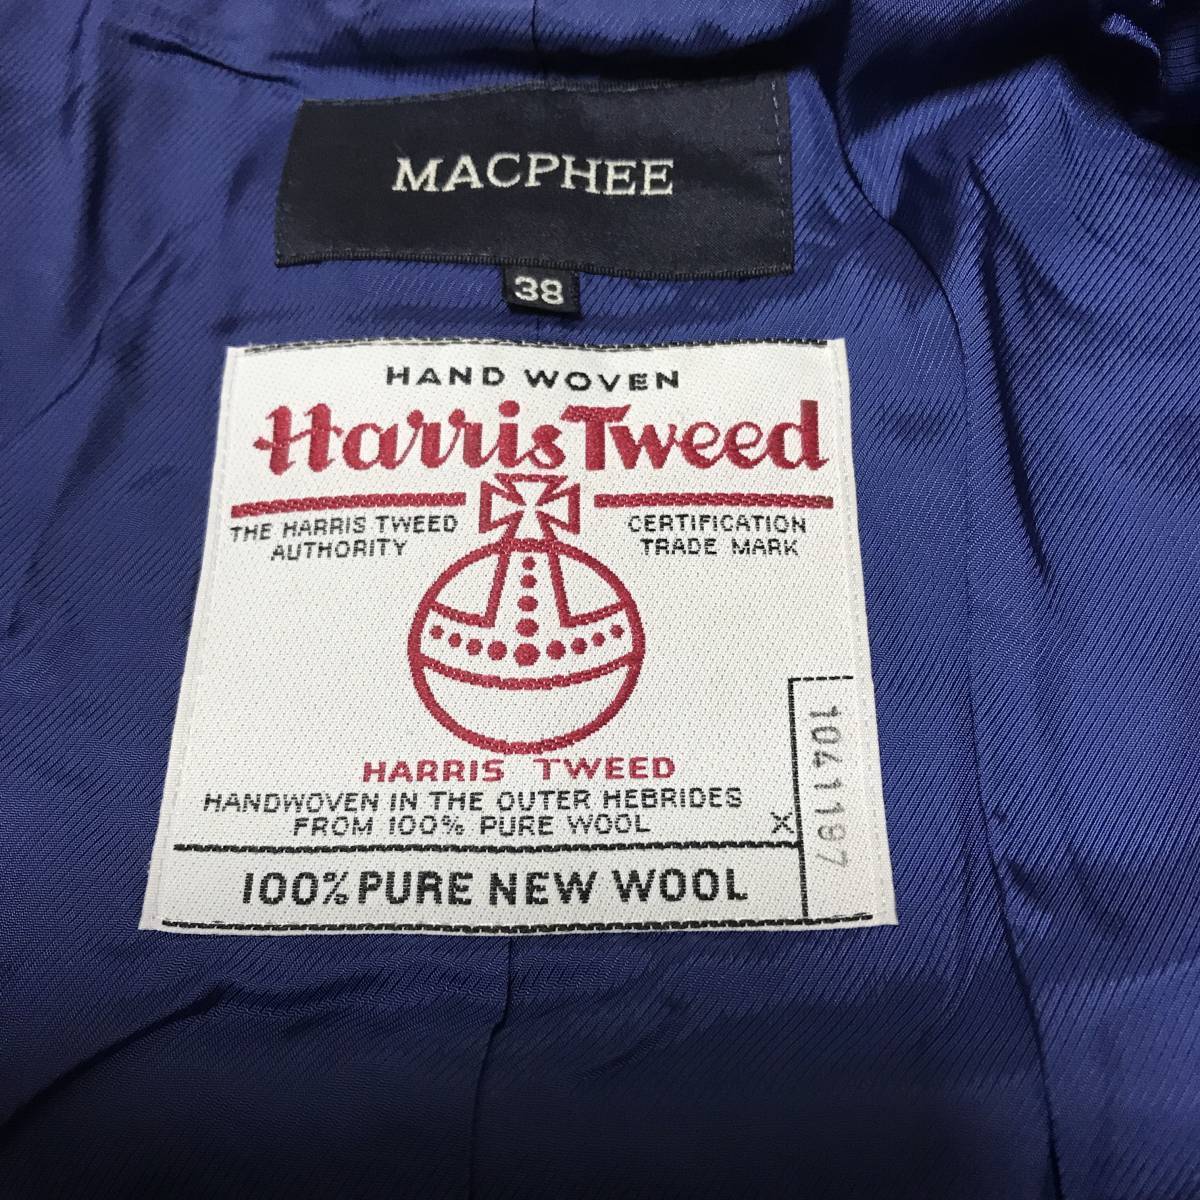 MACPHEE
38
HAND WOVEN
Harris Tweed
THE HARRIS TWEED
AUTHORITY
CERTIFICATION
TRADE MARK
HARRIS TWEED
HANDWOVEN IN THE OUTER HEBRIDES
FROM 100% PURE WOOL
X
1041187
100% PURE NEW WOOL